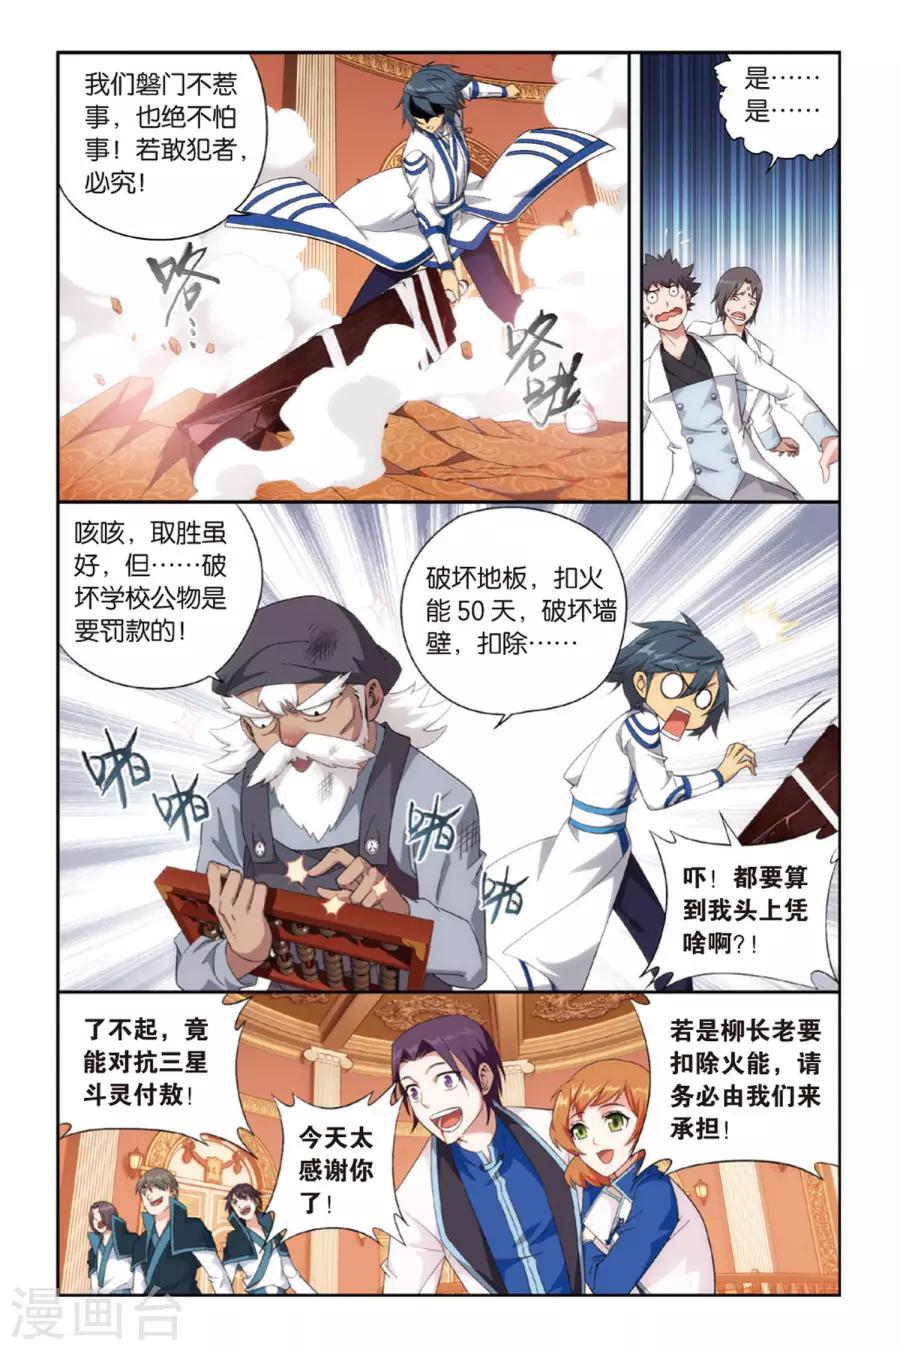 我们磐门不惹
事，也绝不怕
事！若敢犯者，
必究！
咯…
咯
啦
是……
是……
咳咳，取胜虽
好，但……破
坏学校公物是
要罚款的！
破坏地板，扣火
能 50 天，破坏墙
壁，扣除……
啪
啪
啪
啪
吓！都要算
到我头上凭
啥啊？！
了不起，竟
能对抗三星
斗灵付敖！
今天太
感谢你
了！
若是柳长老要
扣除火能，请
务必由我们来
承担！
漫画台